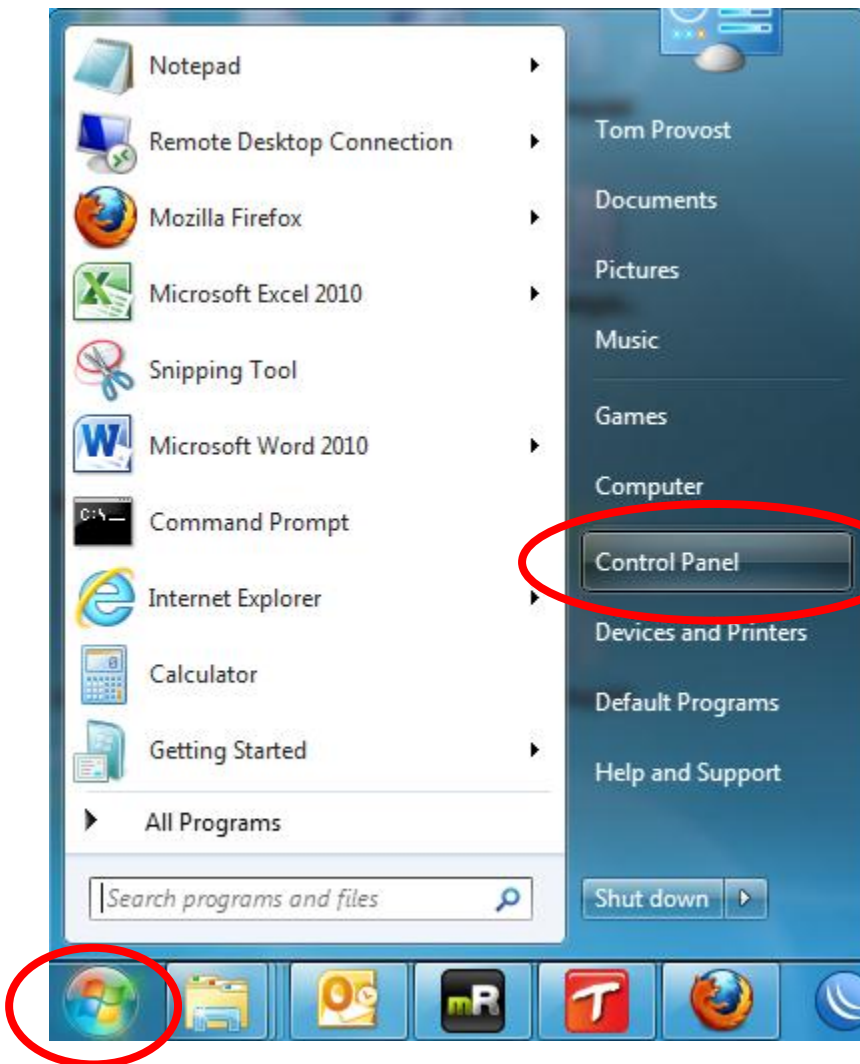 Notepad
Remote Desktop Connection
Mozilla Firefox
Microsoft Excel 2010
Snipping Tool
Microsoft Word 2010
C:\_
Command Prompt
Internet Explorer
Calculator
Getting Started
All Programs
Search programs and files
Tom Provost
Documents
Pictures
Music
Games
Computer
Control Panel
Devices and Printers
Default Programs
Help and Support
Shut down
mR
T